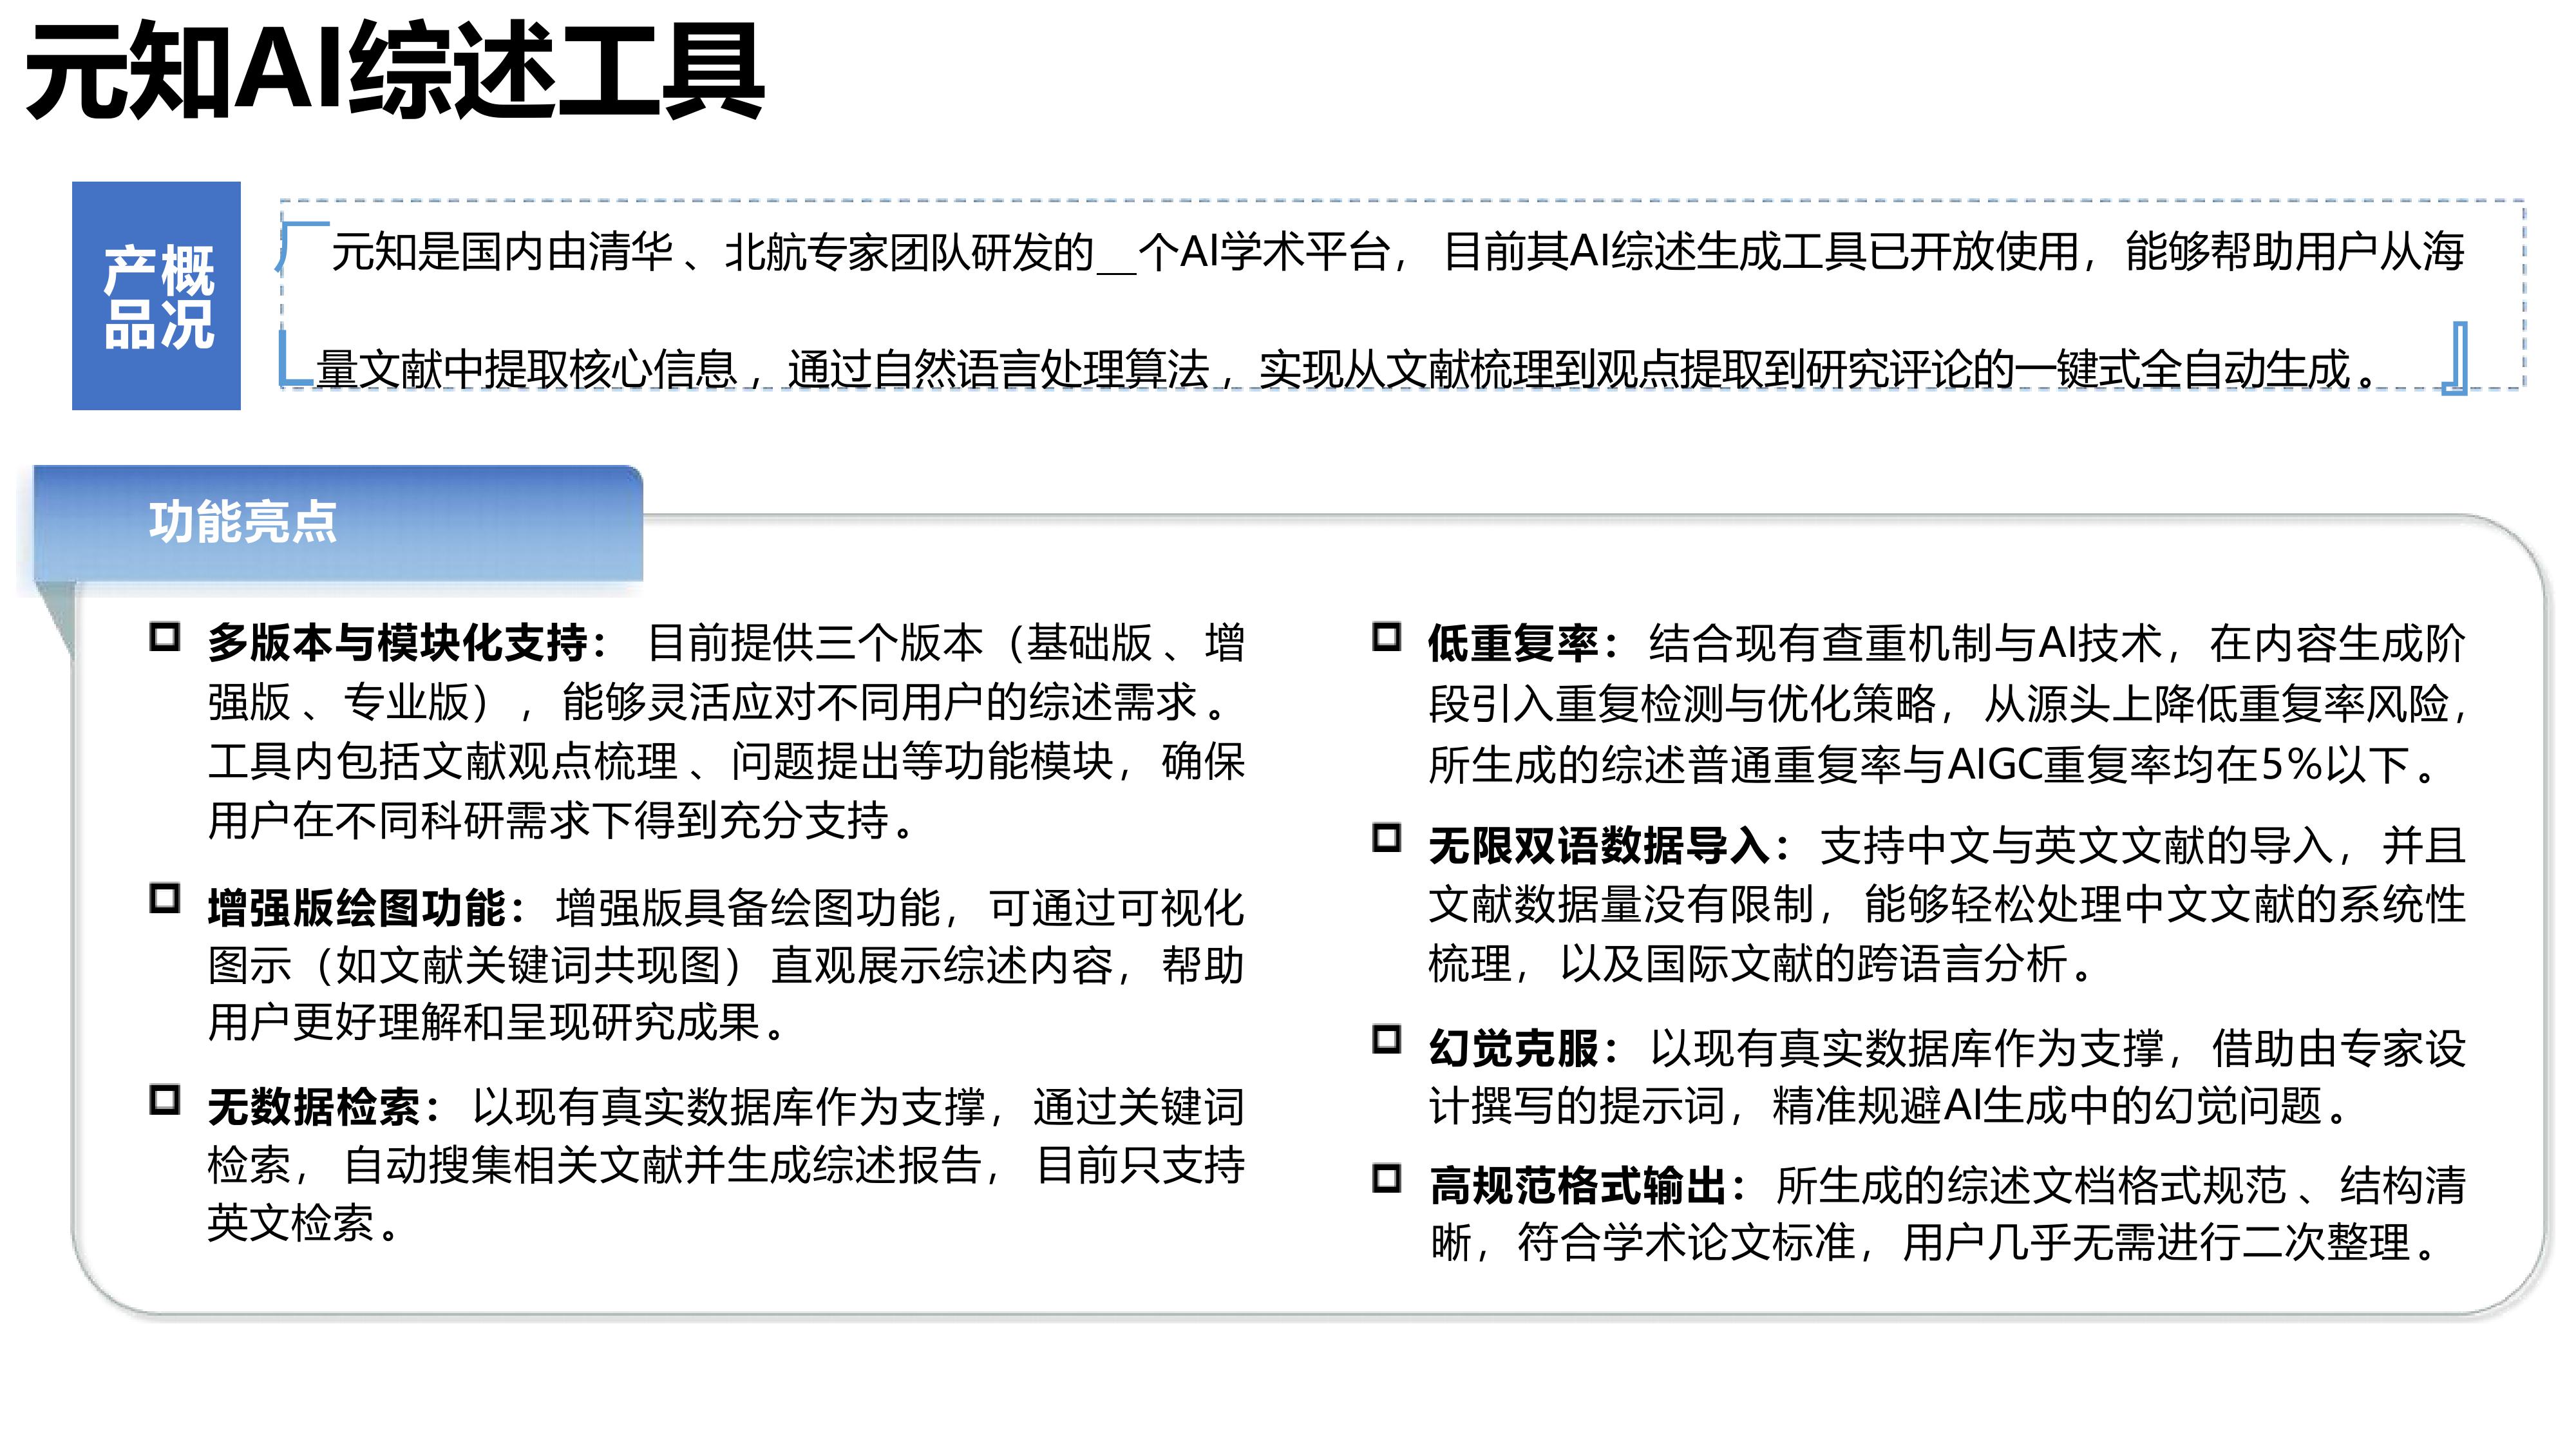 元知AI综述工具
产概
品况
元知是国内由清华、北航专家团队研发的__个AI学术平台，目前其AI综述生成工具已开放使用，能够帮助用户从海
量文献中提取核心信息，通过自然语言处理算法，实现从文献梳理到观点提取到研究评论的一键式全自动生成。 』
功能亮点
多版本与模块化支持：目前提供三个版本（基础版、增
强版、专业版），能够灵活应对不同用户的综述需求。
工具内包括文献观点梳理、问题提出等功能模块，确保
用户在不同科研需求下得到充分支持。
增强版绘图功能：增强版具备绘图功能，可通过可视化
图示（如文献关键词共现图）直观展示综述内容，帮助
用户更好理解和呈现研究成果。
无数据检索：以现有真实数据库作为支撑，通过关键词
检索，自动搜集相关文献并生成综述报告，目前只支持
英文检索。
低重复率：结合现有查重机制与AI技术，在内容生成阶
段引入重复检测与优化策略，从源头上降低重复率风险，
所生成的综述普通重复率与AIGC重复率均在5%以下。
无限双语数据导入：支持中文与英文文献的导入，并且
文献数据量没有限制，能够轻松处理中文文献的系统性
梳理，以及国际文献的跨语言分析。
幻觉克服：以现有真实数据库作为支撑，借助由专家设
计撰写的提示词，精准规避AI生成中的幻觉问题。
高规范格式输出：所生成的综述文档格式规范、结构清
晰，符合学术论文标准，用户几乎无需进行二次整理。